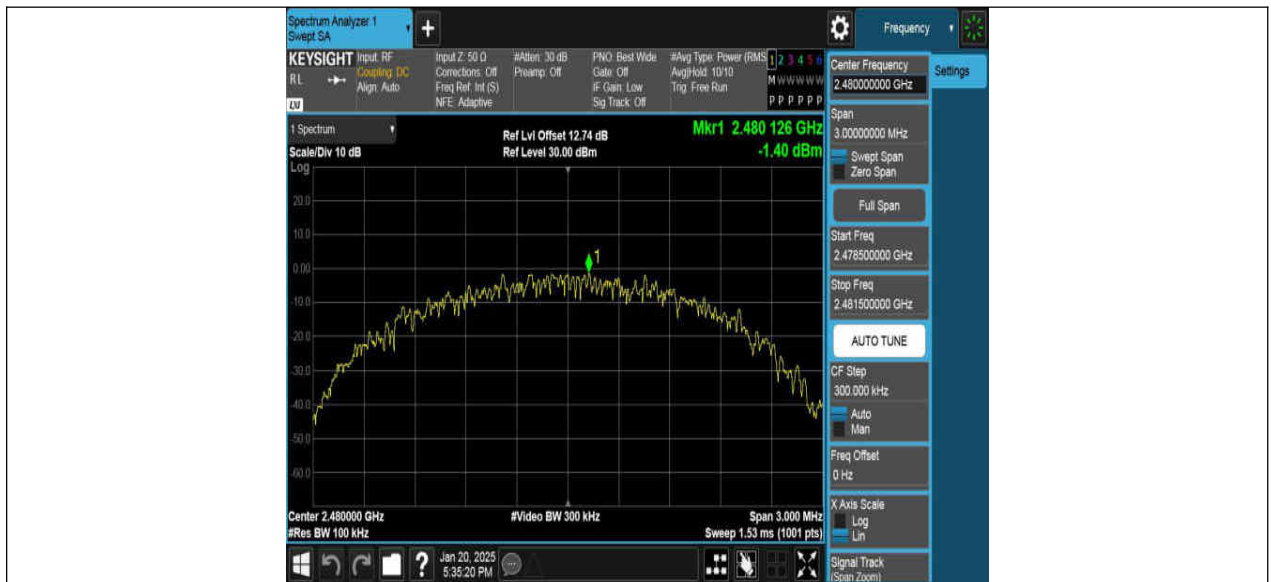 Spectrum Analyzer 1
Swept SA
Frequency
KEYSIGHT
RL
LXI
Input: RF
Coupling: DC
Align: Auto
Input Z: 50 Ω
Corrections: Off
Freq Ref: Int (S)
NFE: Adaptive
#Atten: 30 dB
Preamp: Off
PNO: Best Wide
Gate: Off
IF Gain: Low
Sig Track: Off
#Avg Type: Power (RMS
Avg|Hold: 10/10
Trig: Free Run
1 2 3 4 5 6
M W W W W W
P P P P P P
1 Spectrum
Scale/Div 10 dB
Ref Lvl Offset 12.74 dB
Ref Level 30.00 dBm
Mkr1 2.480 126 GHz
-1.40 dBm
Log
20.0
10.0
0.00
-10.0
-20.0
-30.0
-40.0
-50.0
-60.0
1
Center 2.480000 GHz
#Res BW 100 kHz
#Video BW 300 kHz
Span 3.000 MHz
Sweep 1.53 ms (1001 pts)
?
Jan 20, 2025
5:35:20 PM
Center Frequency
2.480000000 GHz
Settings
Span
3.00000000 MHz
Swept Span
Zero Span
Full Span
Start Freq
2.478500000 GHz
Stop Freq
2.481500000 GHz
AUTO TUNE
CF Step
300.000 kHz
Auto
Man
Freq Offset
0 Hz
X Axis Scale
Log
Lin
Signal Track
(Span Zoom)